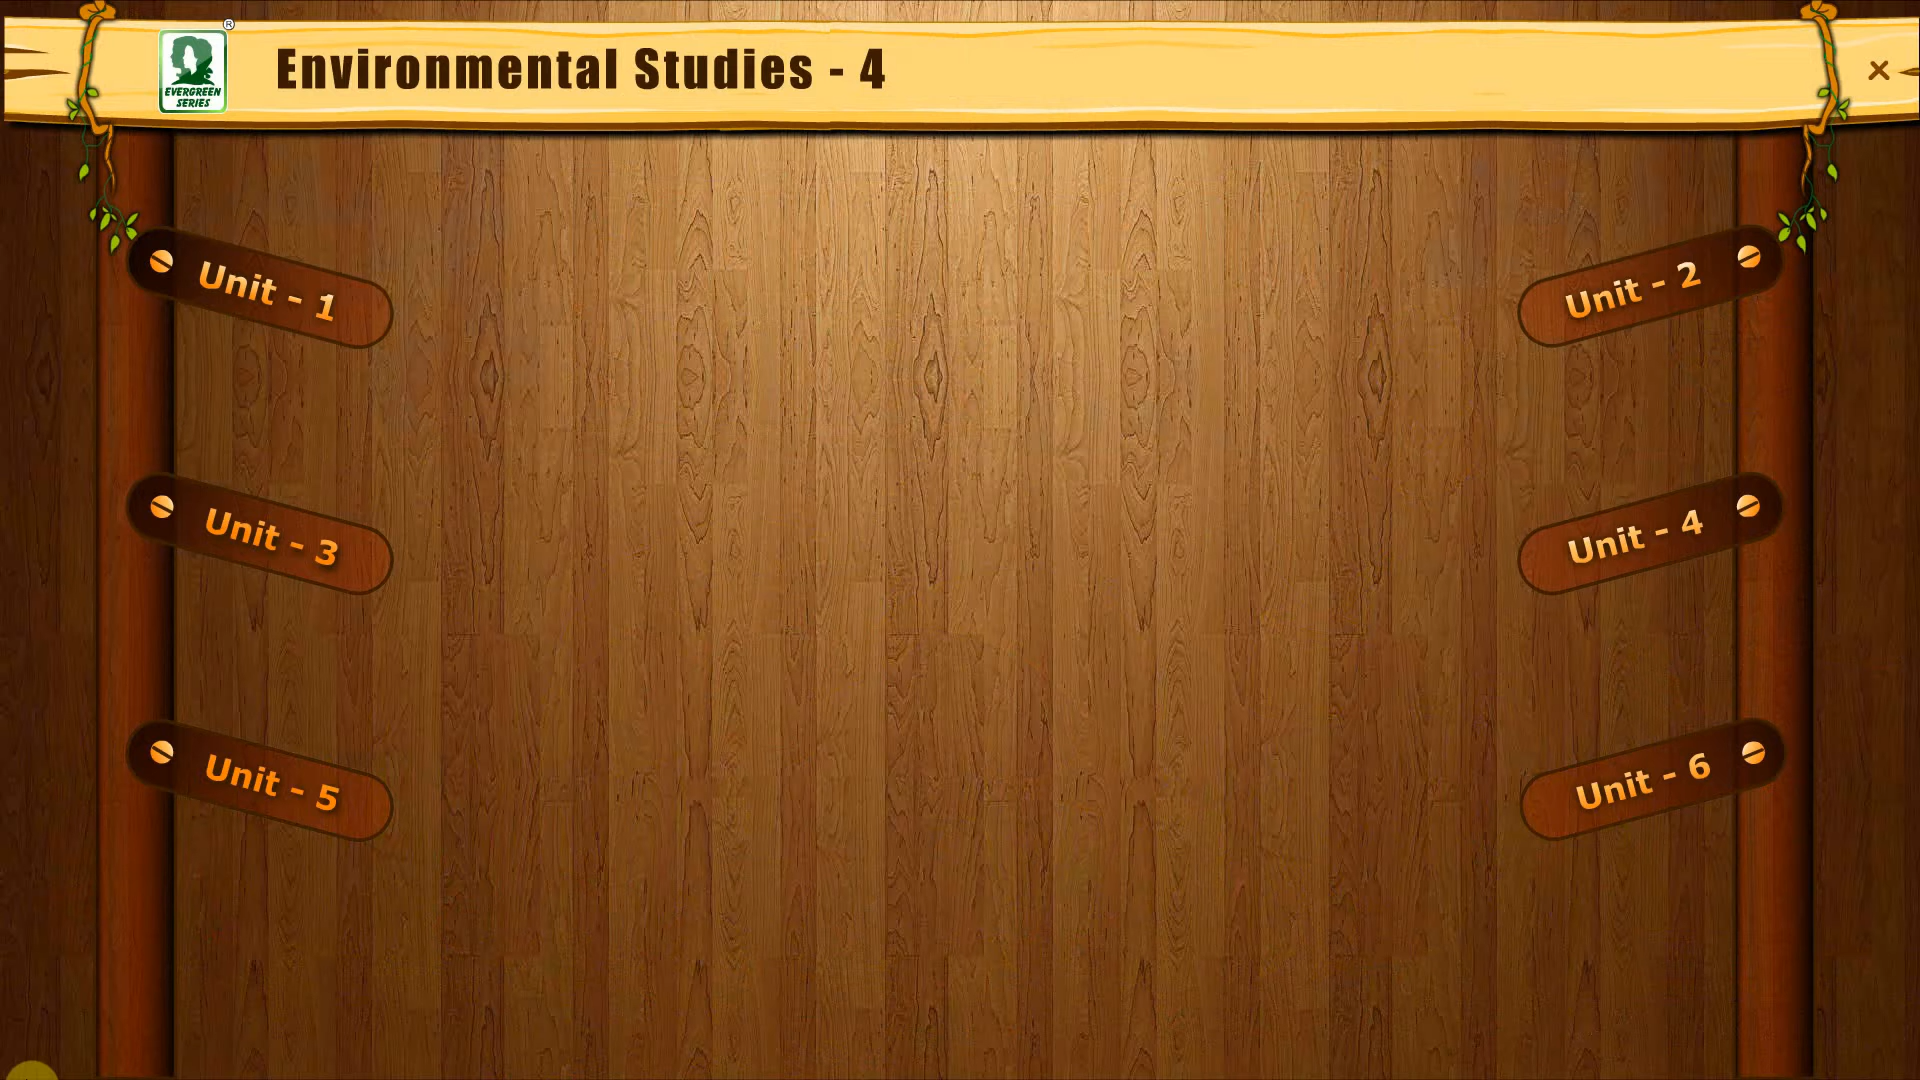 ®
EVERGREEN
SERIES
Environmental Studies - 4
Unit - 1
Unit - 2
Unit - 3
Unit - 4
Unit - 5
Unit - 6